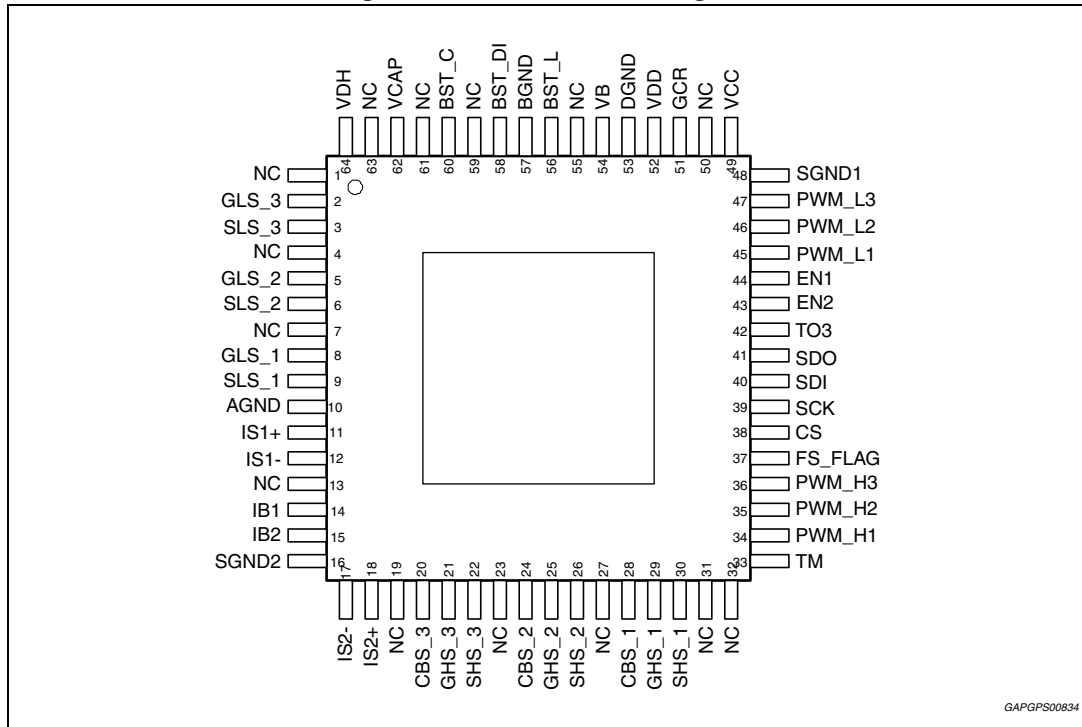 VDH
NC
VCAP
NC
BST_C
NC
BST_DI
BGND
BST_L
NC
VB
DGND
VDD
GCR
NC
VCC
64
63
62
61
60
59
58
57
56
55
54
53
52
51
50
49
NC 1
GLS_3 2
SLS_3 3
NC 4
GLS_2 5
SLS_2 6
NC 7
GLS_1 8
SLS_1 9
AGND 10
IS1+ 11
IS1- 12
NC 13
IB1 14
IB2 15
SGND2 16
48 SGND1
47 PWM_L3
46 PWM_L2
45 PWM_L1
44 EN1
43 EN2
42 TO3
41 SDO
40 SDI
39 SCK
38 CS
37 FS_FLAG
36 PWM_H3
35 PWM_H2
34 PWM_H1
33 TM
17
18
19
20
21
22
23
24
25
26
27
28
29
30
31
32
IS2-
IS2+
NC
CBS_3
GHS_3
SHS_3
NC
CBS_2
GHS_2
SHS_2
NC
CBS_1
GHS_1
SHS_1
NC
NC
GAPGPS00834